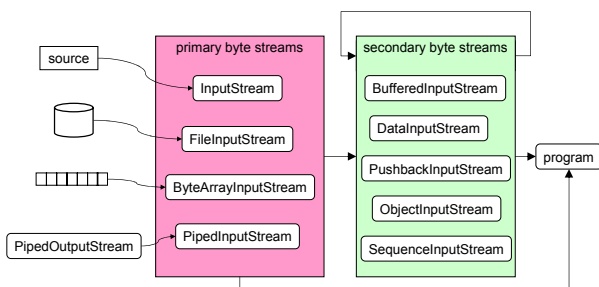 primary byte streams
secondary byte streams
source
InputStream
FileInputStream
ByteArrayInputStream
PipedOutputStream
PipedInputStream
BufferedInputStream
DataInputStream
PushbackInputStream
ObjectInputStream
SequenceInputStream
program